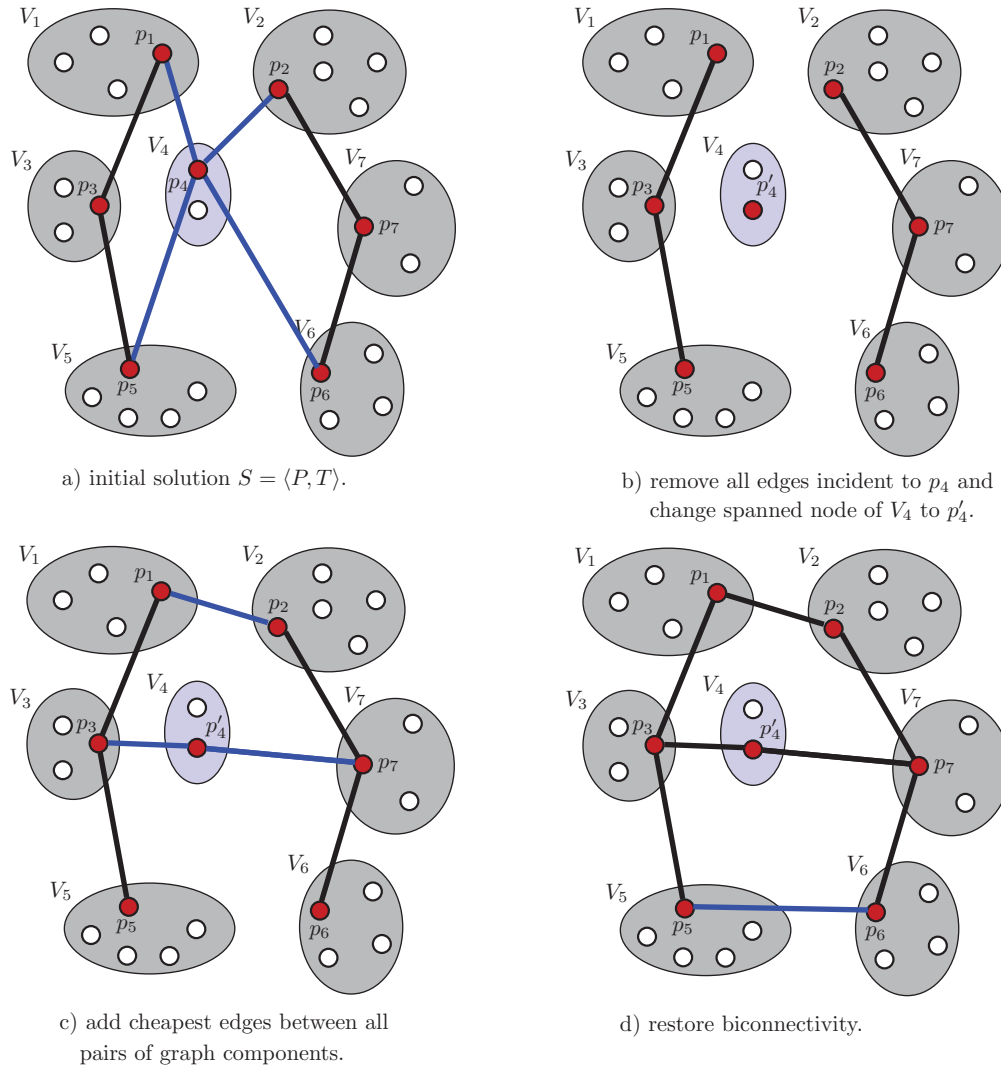 V₁
p₁
V₂
p₂
V₃
p₃
V₄
p₄
V₇
p₇
V₅
p₅
V₆
p₆
a) initial solution S = ⟨P, T⟩.
V₁
p₁
V₂
p₂
V₃
p₃
V₄
p′₄
V₇
p₇
V₅
p₅
V₆
p₆
b) remove all edges incident to p₄ and
change spanned node of V₄ to p′₄.
V₁
p₁
V₂
p₂
V₃
p₃
V₄
p′₄
V₇
p₇
V₅
p₅
V₆
p₆
c) add cheapest edges between all
pairs of graph components.
V₁
p₁
V₂
p₂
V₃
p₃
V₄
p′₄
V₇
p₇
V₅
p₅
V₆
p₆
d) restore biconnectivity.